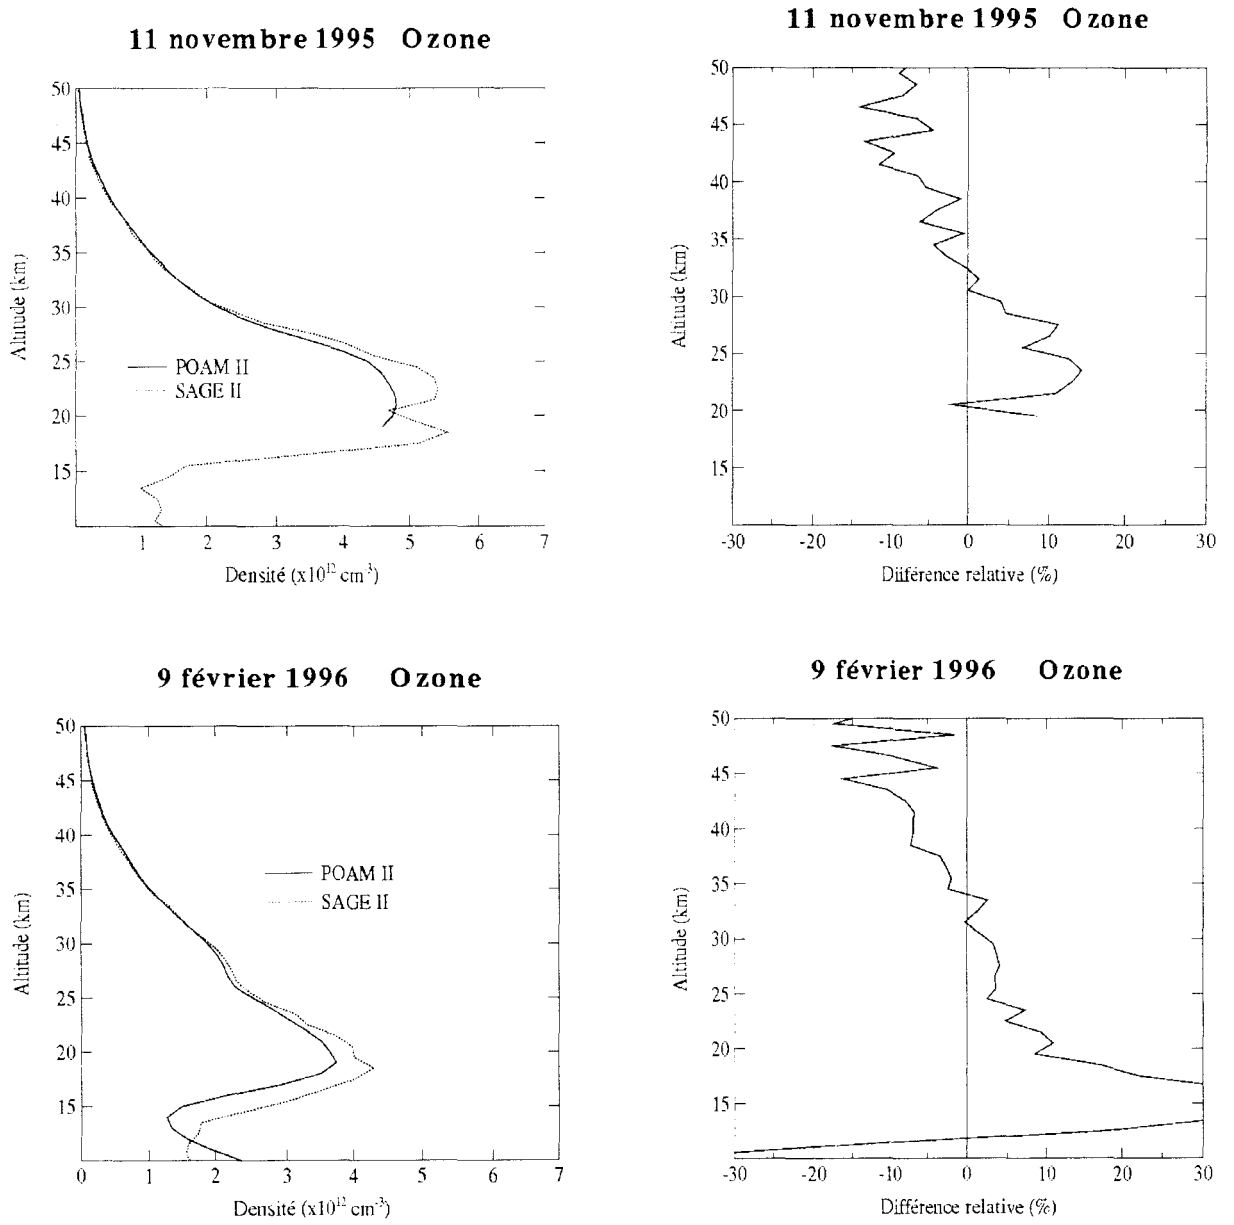 11 novembre 1995 Ozone
50
45
40
35
30
25
20
15
Altitude (km)
POAM II
SAGE II
1 2 3 4 5 6 7
Densité (x10¹² cm⁻³)
11 novembre 1995 Ozone
50
45
40
35
30
25
20
15
Altitude (km)
-30 -20 -10 0 10 20 30
Différence relative (%)
9 février 1996 Ozone
50
45
40
35
30
25
20
15
Altitude (km)
POAM II
SAGE II
0 1 2 3 4 5 6 7
Densité (x10¹² cm⁻³)
9 février 1996 Ozone
50
45
40
35
30
25
20
15
Altitude (km)
-30 -20 -10 0 10 20 30
Différence relative (%)